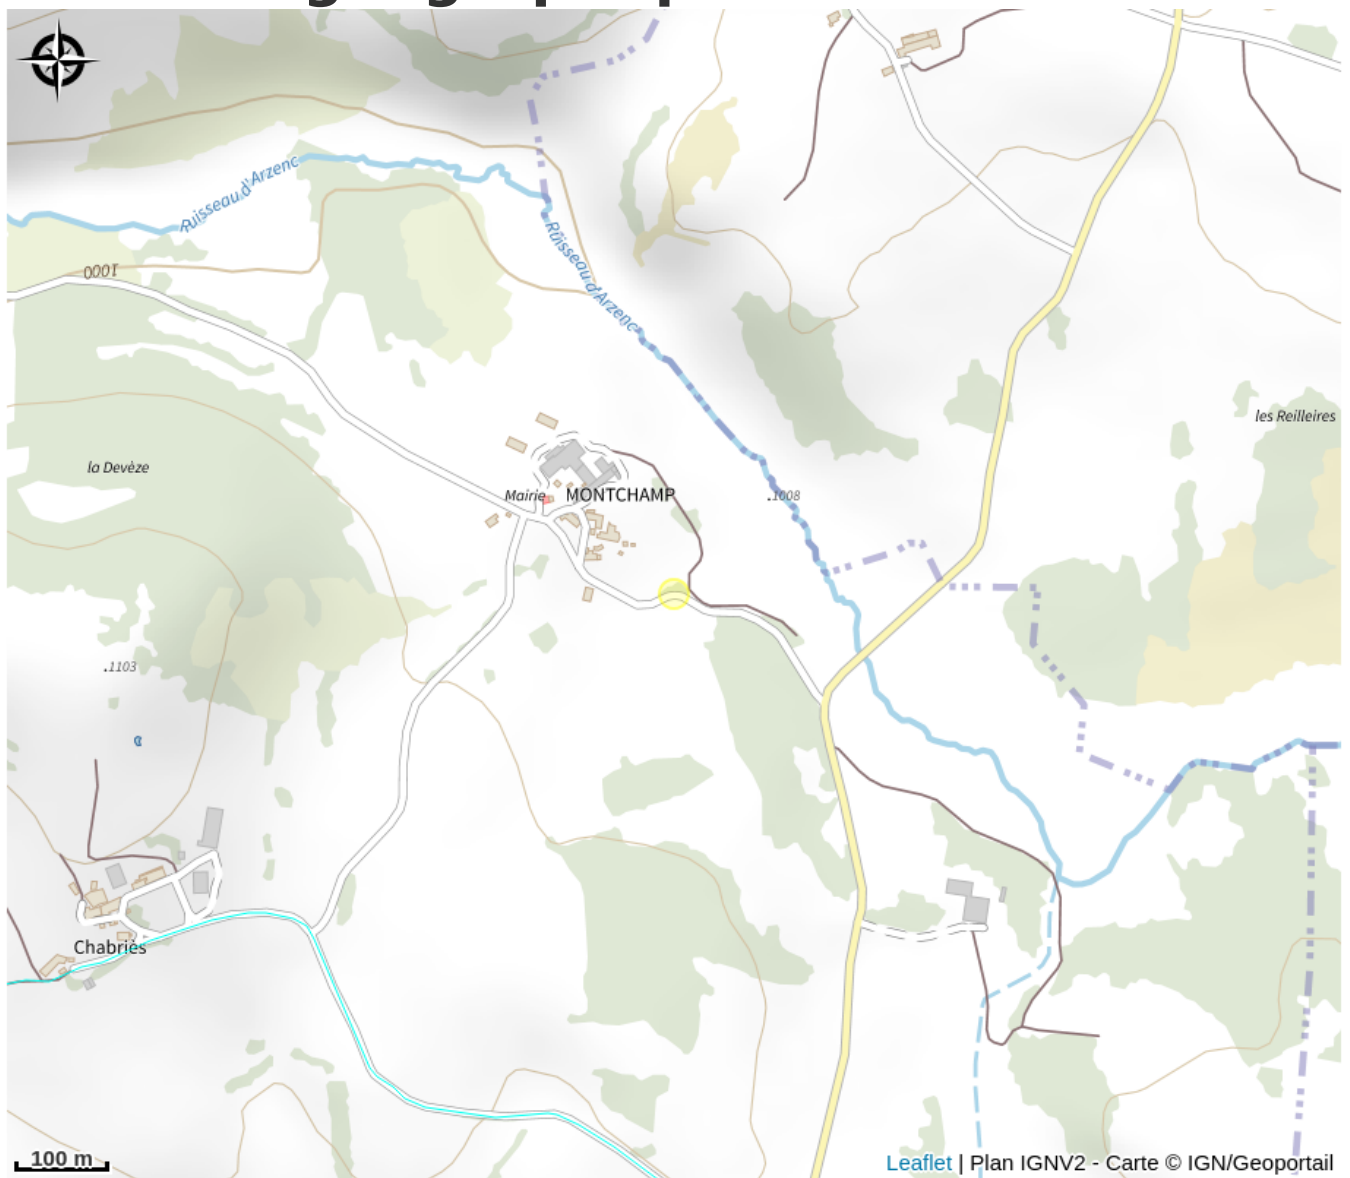 Ruisseau d'Arzenc
Ruisseau d'Arzenc
1000
les Reilleires
la Devèze
Mairie
MONTCHAMP
.1008
.1103
Chabriès
100 m
Leaflet | Plan IGNV2 - Carte © IGN/Geoportail